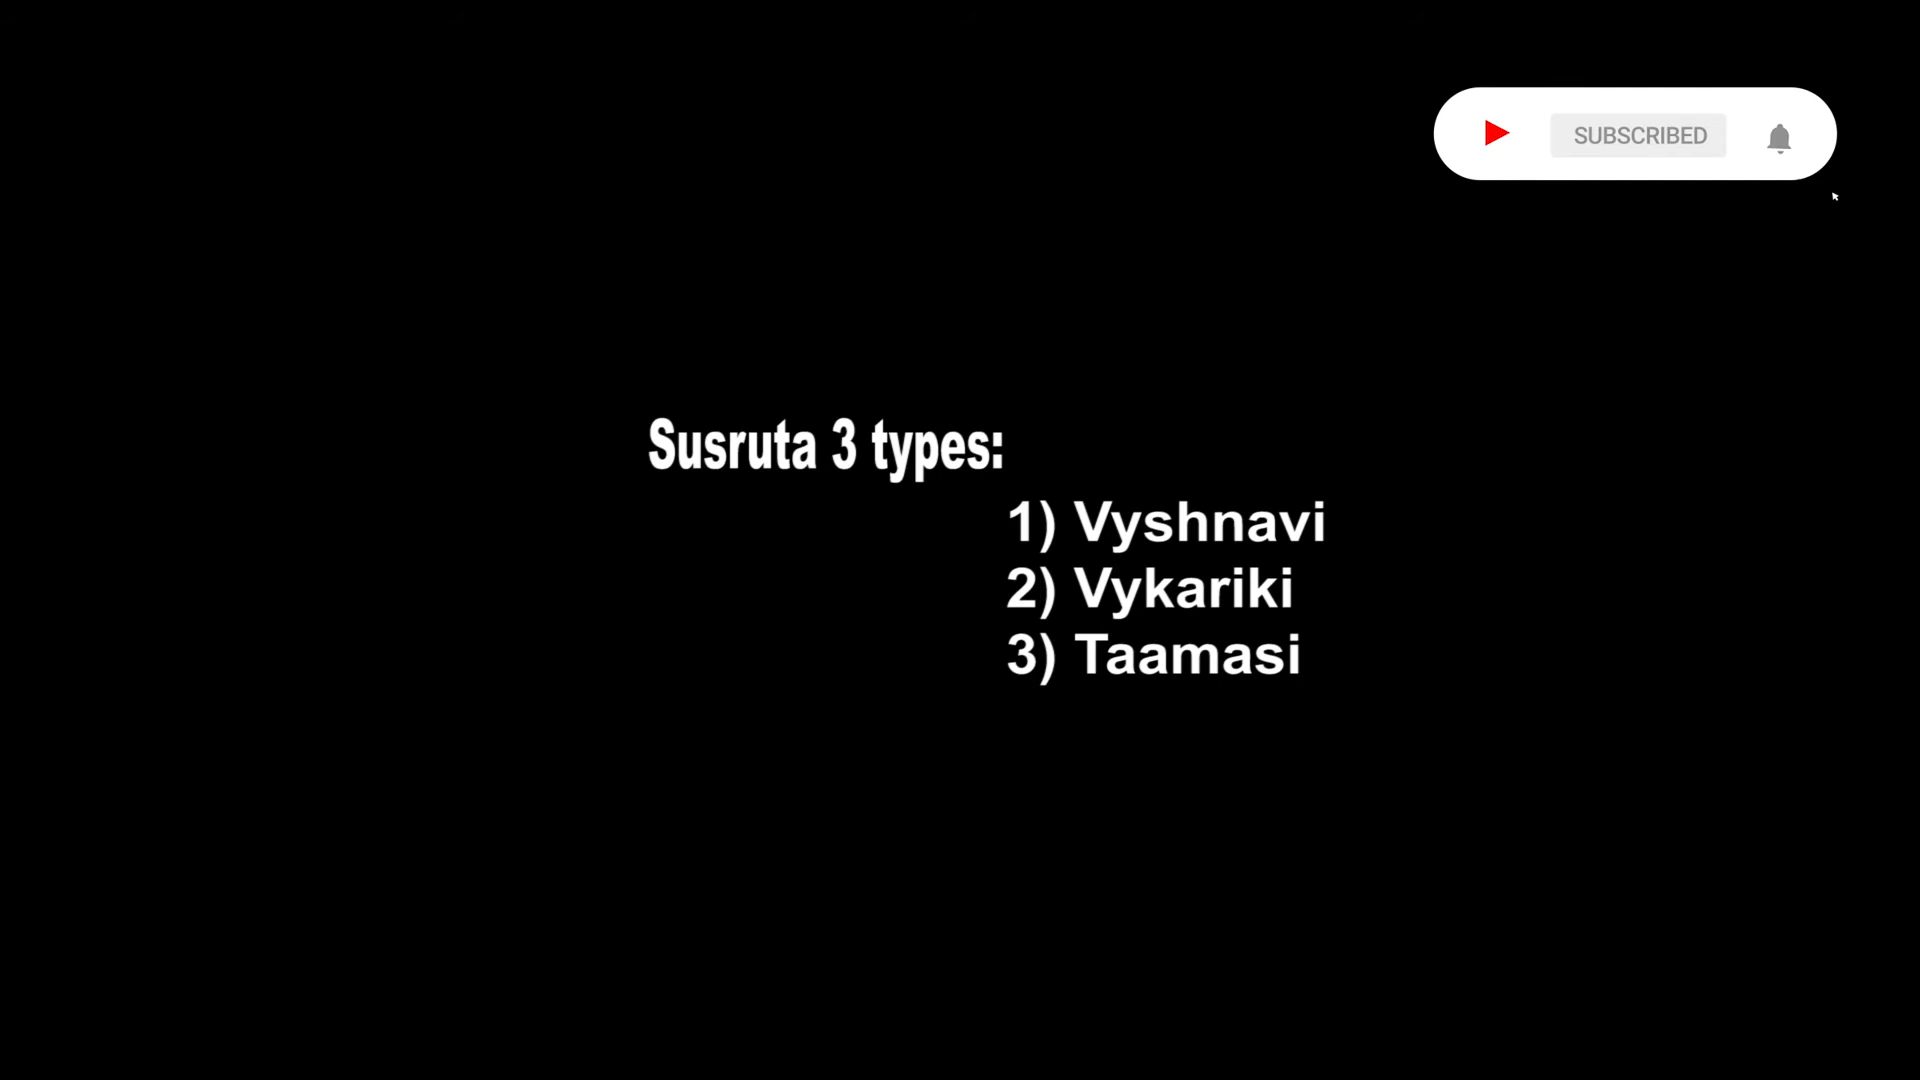 SUBSCRIBED
Susruta 3 types:
1) Vyshnavi
2) Vykariki
3) Taamasi